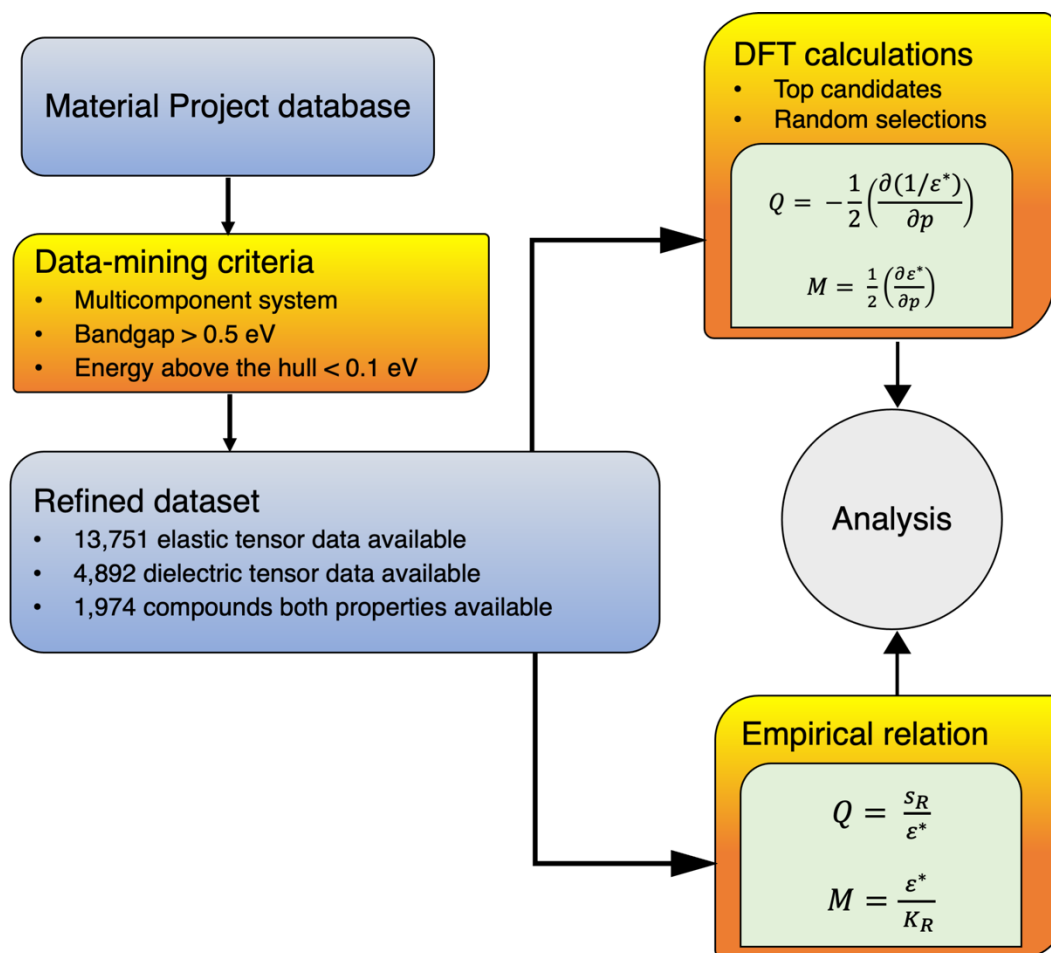 Material Project database
Data-mining criteria
• Multicomponent system
• Bandgap > 0.5 eV
• Energy above the hull < 0.1 eV
Refined dataset
• 13,751 elastic tensor data available
• 4,892 dielectric tensor data available
• 1,974 compounds both properties available
DFT calculations
• Top candidates
• Random selections
Q = −1/2 (∂(1/ε*)/∂p)
M = 1/2 (∂ε*/∂p)
Analysis
Empirical relation
Q = s_R/ε*
M = ε*/K_R